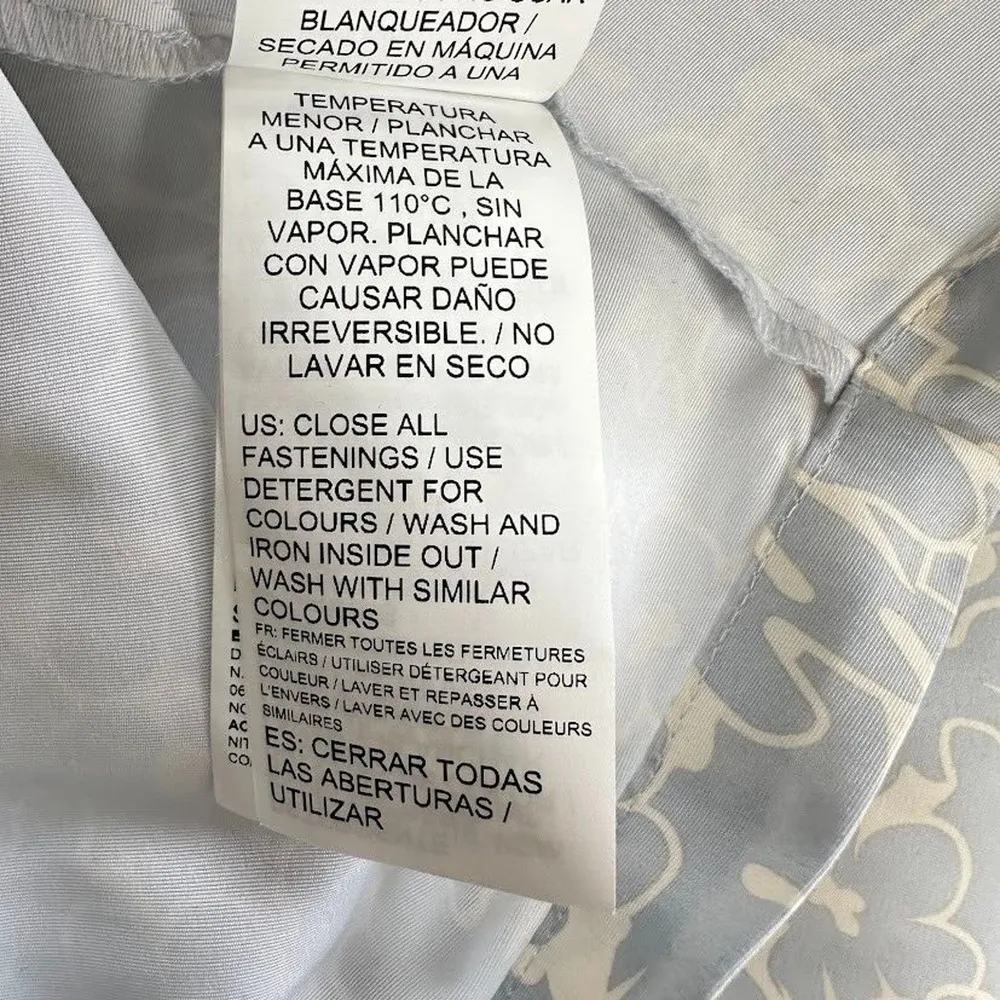 BLANQUEADOR /
SECADO EN MÁQUINA
PERMITIDO A UNA
TEMPERATURA
MENOR / PLANCHAR
A UNA TEMPERATURA
MÁXIMA DE LA
BASE 110°C , SIN
VAPOR. PLANCHAR
CON VAPOR PUEDE
CAUSAR DAÑO
IRREVERSIBLE. / NO
LAVAR EN SECO
US: CLOSE ALL
FASTENINGS / USE
DETERGENT FOR
COLOURS / WASH AND
IRON INSIDE OUT /
WASH WITH SIMILAR
COLOURS
FR: FERMER TOUTES LES FERMETURES
ÉCLAIRS / UTILISER DÉTERGEANT POUR
COULEUR / LAVER ET REPASSER À
L'ENVERS / LAVER AVEC DES COULEURS
SIMILAIRES
ES: CERRAR TODAS
LAS ABERTURAS /
UTILIZAR